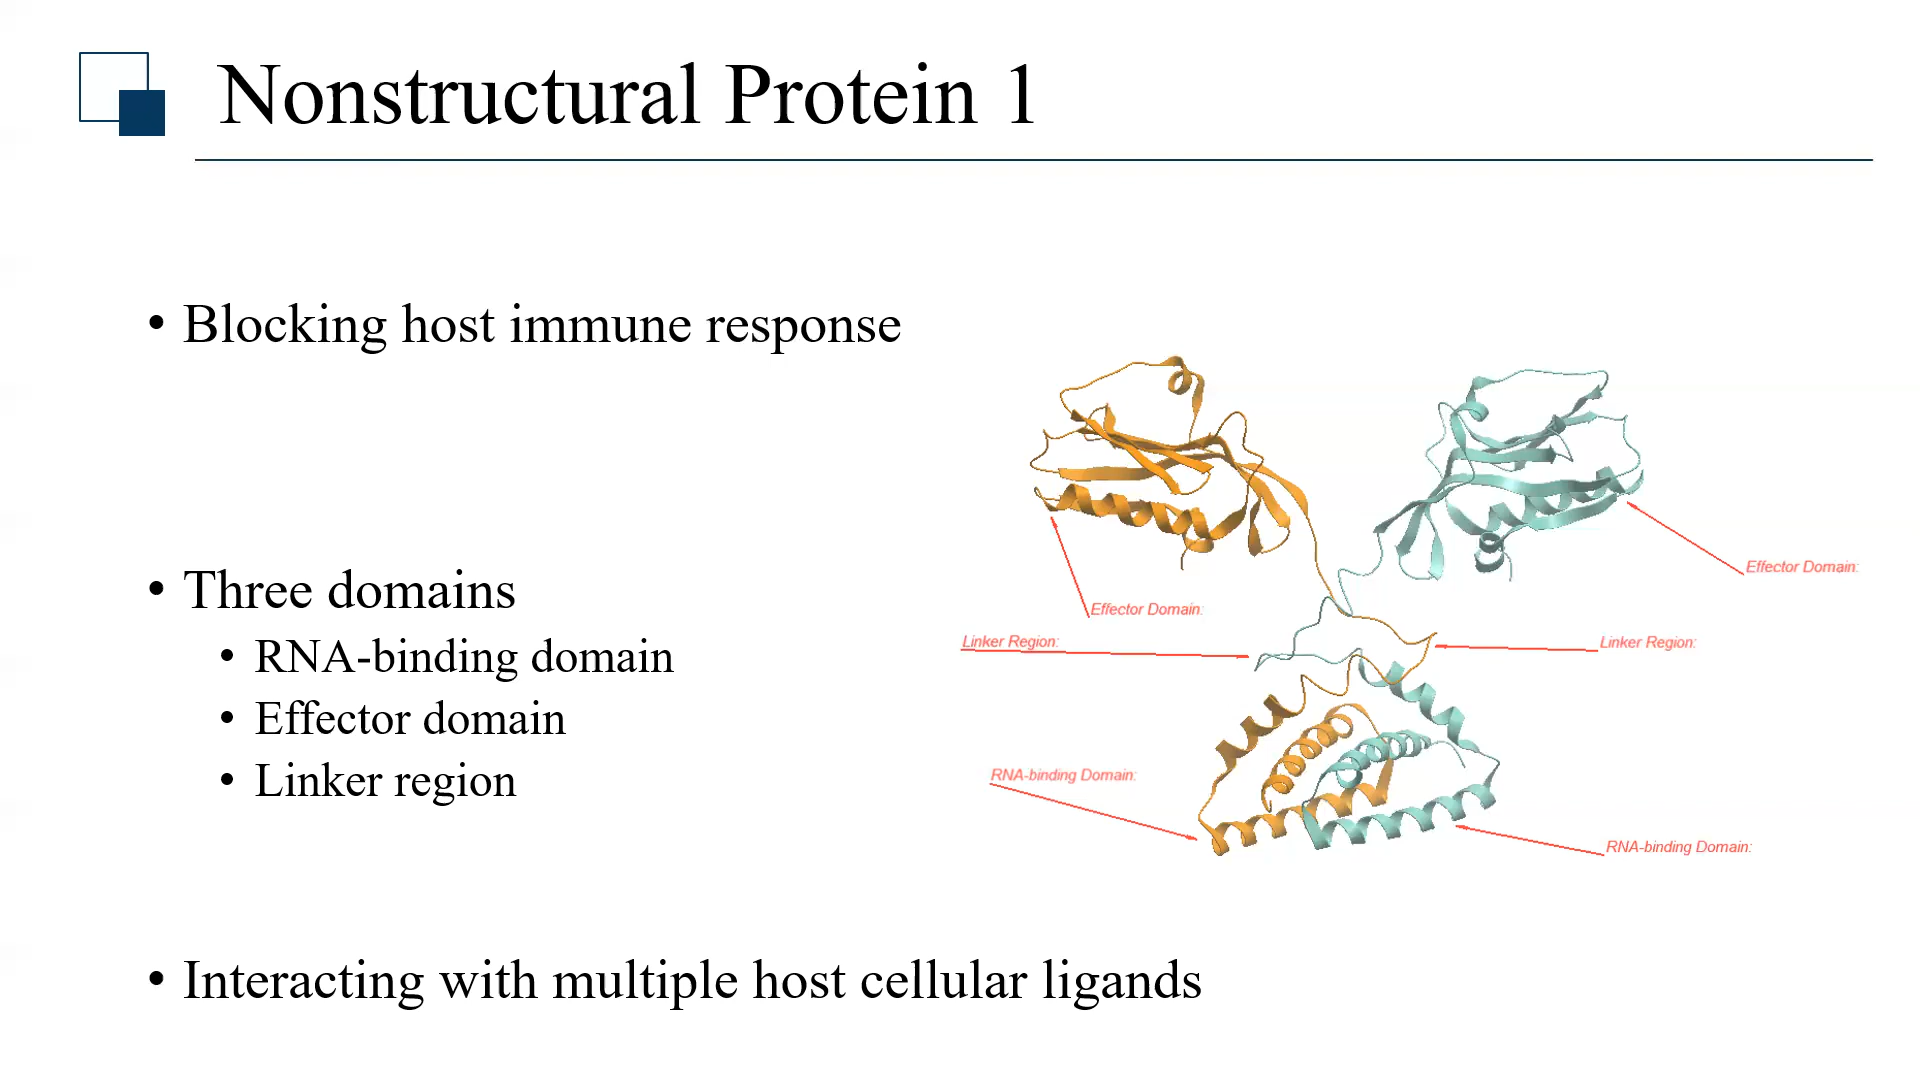 Nonstructural Protein 1
• Blocking host immune response
• Three domains
• RNA-binding domain
• Effector domain
• Linker region
• Interacting with multiple host cellular ligands
Effector Domain:
Effector Domain:
Linker Region:
Linker Region:
RNA-binding Domain:
RNA-binding Domain: